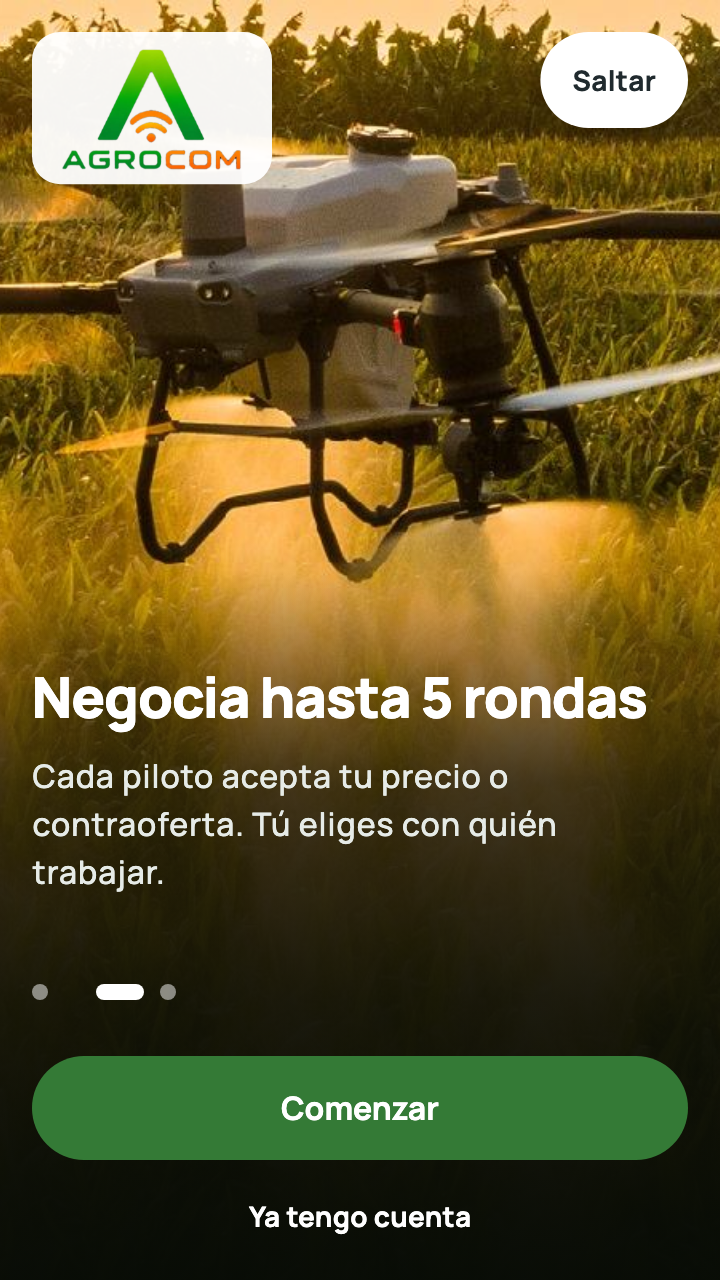 AGROCOM
Saltar
Negocia hasta 5 rondas
Cada piloto acepta tu precio o
contraoferta. Tú eliges con quién
trabajar.
Comenzar
Ya tengo cuenta